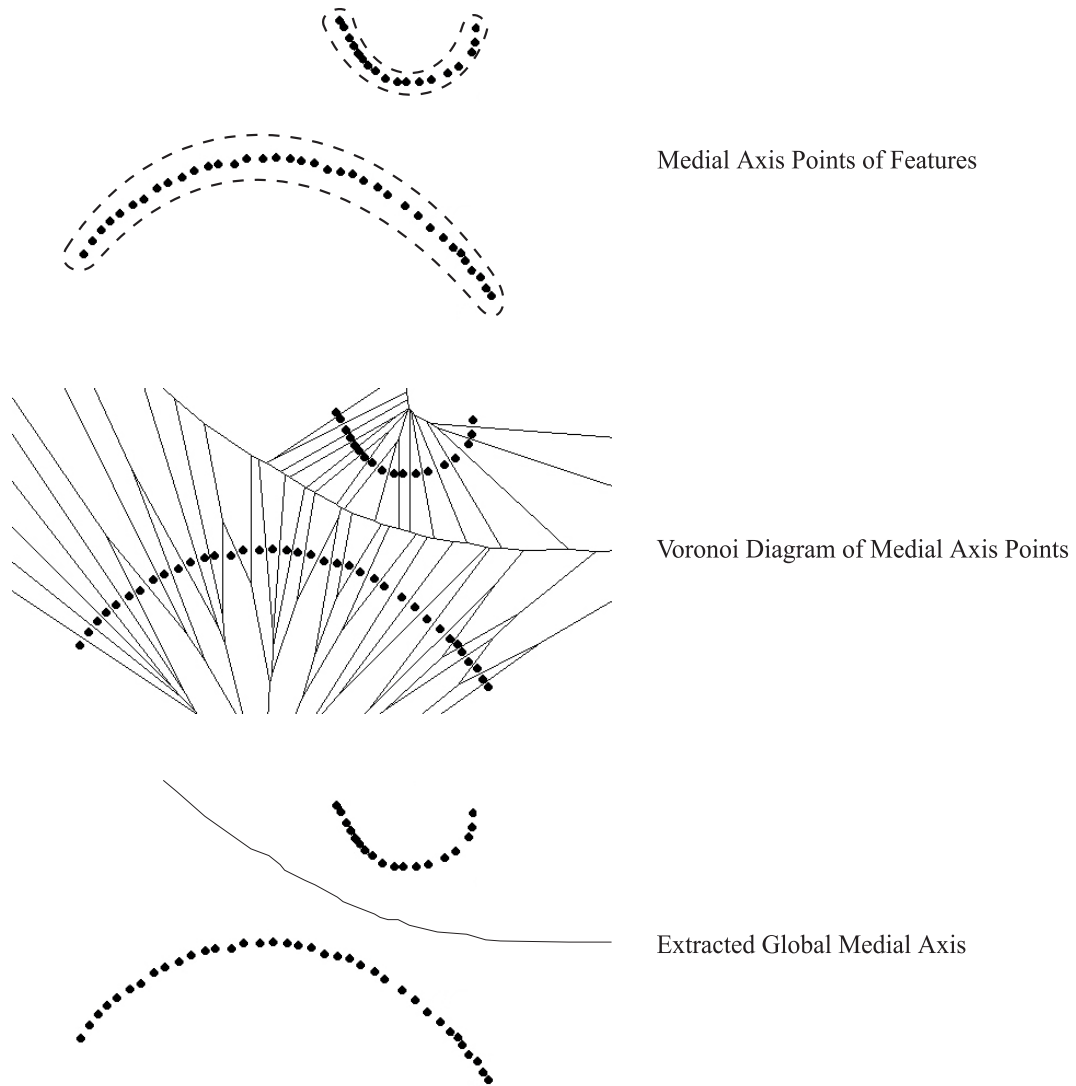 Medial Axis Points of Features
Voronoi Diagram of Medial Axis Points
Extracted Global Medial Axis